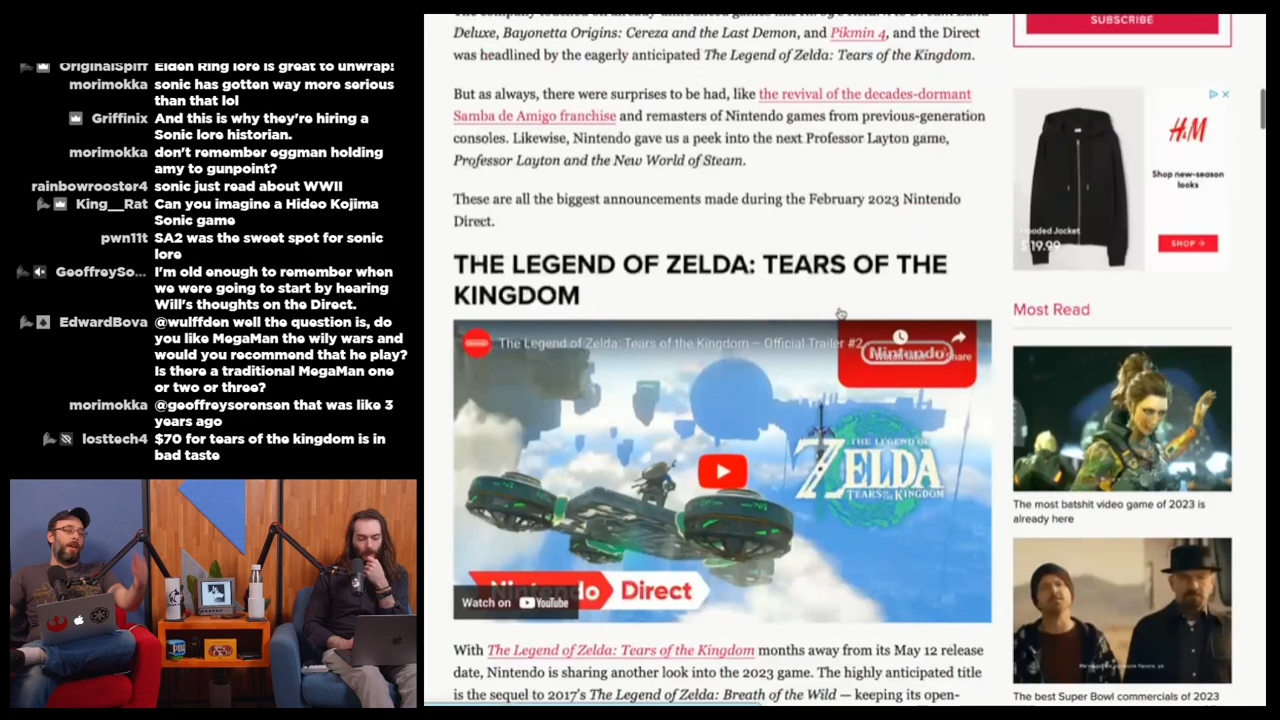 OriginalSpiff Elden Ring lore is great to unwrap!
morimokka sonic has gotten way more serious
than that lol
Griffinix And this is why they're hiring a
Sonic lore historian.
morimokka don't remember eggman holding
amy to gunpoint?
rainbowrooster4 sonic just read about WWII
King__Rat Can you imagine a Hideo Kojima
Sonic game
pwn11t SA2 was the sweet spot for sonic
lore
GeoffreySo... I'm old enough to remember when
we were going to start by hearing
Will's thoughts on the Direct.
EdwardBova @wulffden well the question is, do
you like MegaMan the wily wars and
would you recommend that he play?
Is there a traditional MegaMan one
or two or three?
morimokka @geoffreysorensen that was like 3
years ago
losttech4 $70 for tears of the kingdom is in
bad taste
Deluxe, Bayonetta Origins: Cereza and the Last Demon, and Pikmin 4, and the Direct
was headlined by the eagerly anticipated The Legend of Zelda: Tears of the Kingdom.
But as always, there were surprises to be had, like the revival of the decades-dormant
Samba de Amigo franchise and remasters of Nintendo games from previous-generation
consoles. Likewise, Nintendo gave us a peek into the next Professor Layton game,
Professor Layton and the New World of Steam.
These are all the biggest announcements made during the February 2023 Nintendo
Direct.
THE LEGEND OF ZELDA: TEARS OF THE
KINGDOM
The Legend of Zelda: Tears of the Kingdom – Official Trailer #2
Nintendo
Share
THE LEGEND OF
ZELDA
TEARS OF THE KINGDOM
Nintendo Direct
Watch on YouTube
With The Legend of Zelda: Tears of the Kingdom months away from its May 12 release
date, Nintendo is sharing another look into the 2023 game. The highly anticipated title
is the sequel to 2017's The Legend of Zelda: Breath of the Wild — keeping its open-
SUBSCRIBE
H&M
Shop new-season
looks
Hooded Jacket
$19.99
SHOP
Most Read
The most batshit video game of 2023 is
already here
The best Super Bowl commercials of 2023